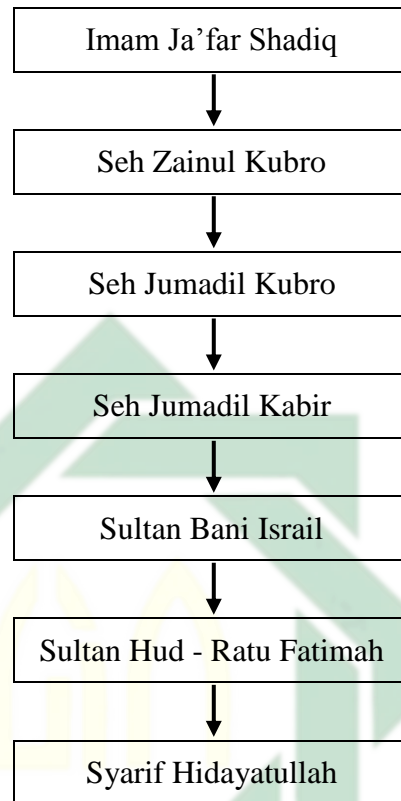 Imam Ja’far Shadiq
Seh Zainul Kubro
Seh Jumadil Kubro
Seh Jumadil Kabir
Sultan Bani Israil
Sultan Hud - Ratu Fatimah
Syarif Hidayatullah